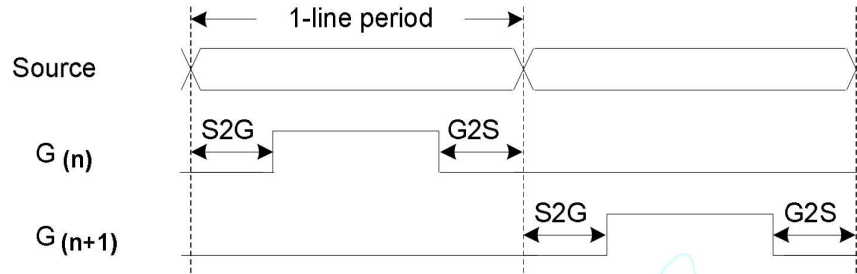 1-line period
Source
S2G G2S
G (n)
S2G G2S
G (n+1)